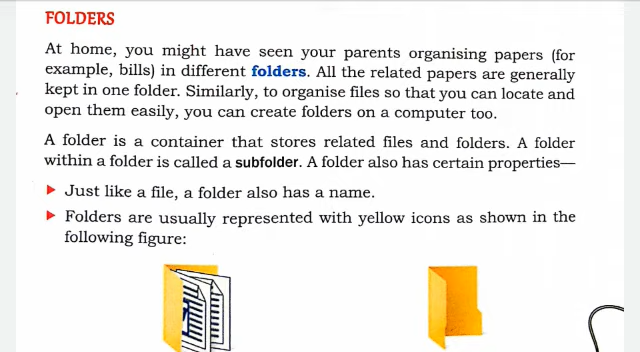 FOLDERS
At home, you might have seen your parents organising papers (for
example, bills) in different folders. All the related papers are generally
kept in one folder. Similarly, to organise files so that you can locate and
open them easily, you can create folders on a computer too.
A folder is a container that stores related files and folders. A folder
within a folder is called a subfolder. A folder also has certain properties—
Just like a file, a folder also has a name.
Folders are usually represented with yellow icons as shown in the
following figure: